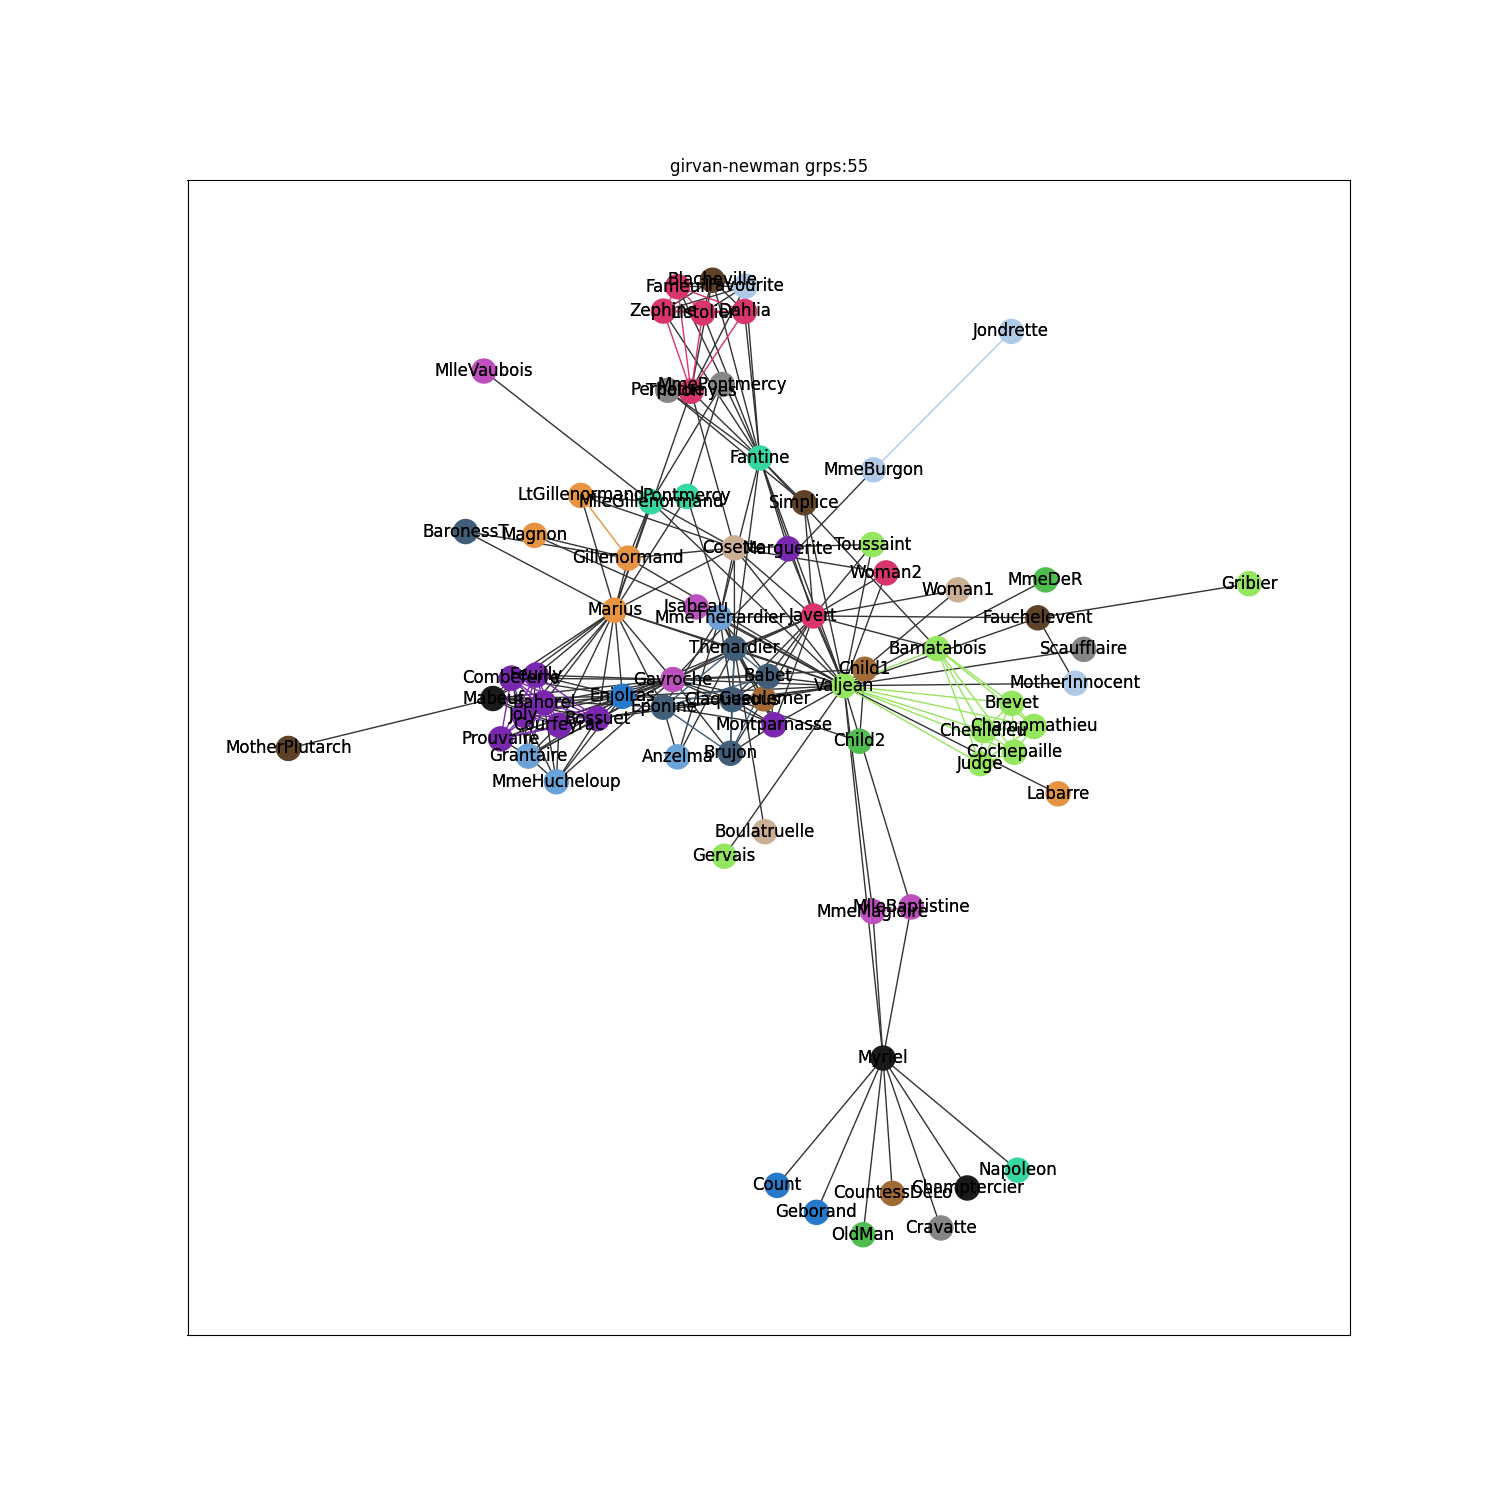 girvan-newman grps:55
Blacheville
Fameuil
Favourite
Zephine
Listolier
Dahlia
Jondrette
MlleVaubois
MmePontmercy
Perpetue
Tholomyes
Fantine
MmeBurgon
LtGillenormand
Pontmercy
MlleGillenormand
Simplice
BaronessT
Magnon
Cosette
Marguerite
Toussaint
Gillenormand
Woman2
MmeDeR
Gribier
Woman1
Isabeau
Marius
MmeThenardier
Javert
Fauchelevent
Thenardier
Bamatabois
Scaufflaire
Child1
Combeferre
Feuilly
Gavroche
Babet
Valjean
MotherInnocent
Mabeuf
Bahorel
Enjolras
Eponine
Claquesous
Gueulemer
Brevet
Joly
Courfeyrac
Bossuet
Montparnasse
Champmathieu
Chenildieu
Prouvaire
Child2
MotherPlutarch
Grantaire
Anzelma
Brujon
Cochepaille
Judge
MmeHucheloup
Labarre
Boulatruelle
Gervais
MlleBaptistine
MmeMagloire
Myriel
Napoleon
Count
CountessDeLo
Champtercier
Geborand
Cravatte
OldMan